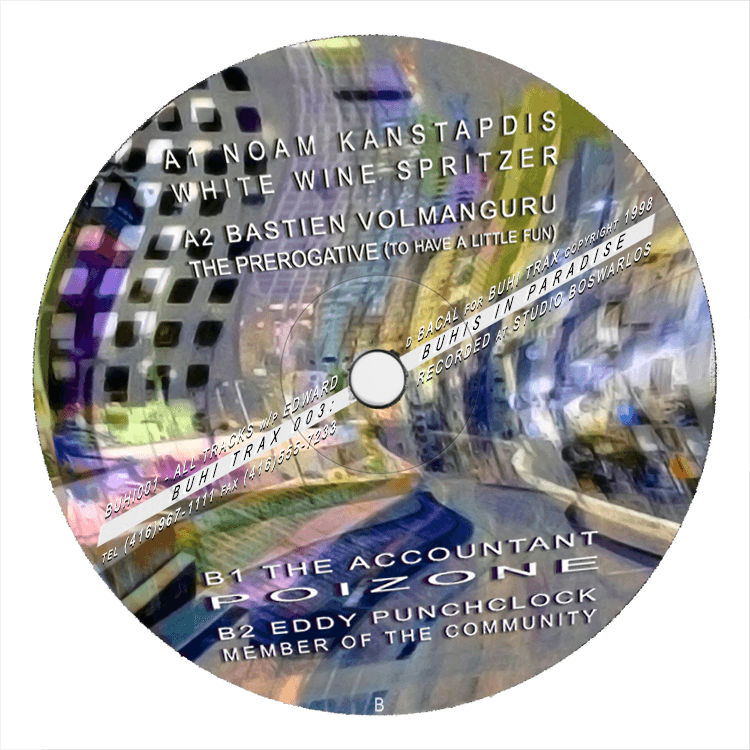 A1 NOAM KANSTAPDIS
WHITE WINE SPRITZER
A2 BASTIEN VOLMANGURU
THE PREROGATIVE (TO HAVE A LITTLE FUN)
BUHI001 - ALL TRACKS w/p EDWARD D BACAL FOR BUHI TRAX COPYRIGHT 1998
BUHI TRAX 003: BUHIS IN PARADISE
TEL (416)967-1111 FAX (416)555-7233 RECORDED AT STUDIO BOSWARLOS
B1 THE ACCOUNTANT
POIZONE
B2 EDDY PUNCHCLOCK
MEMBER OF THE COMMUNITY
B